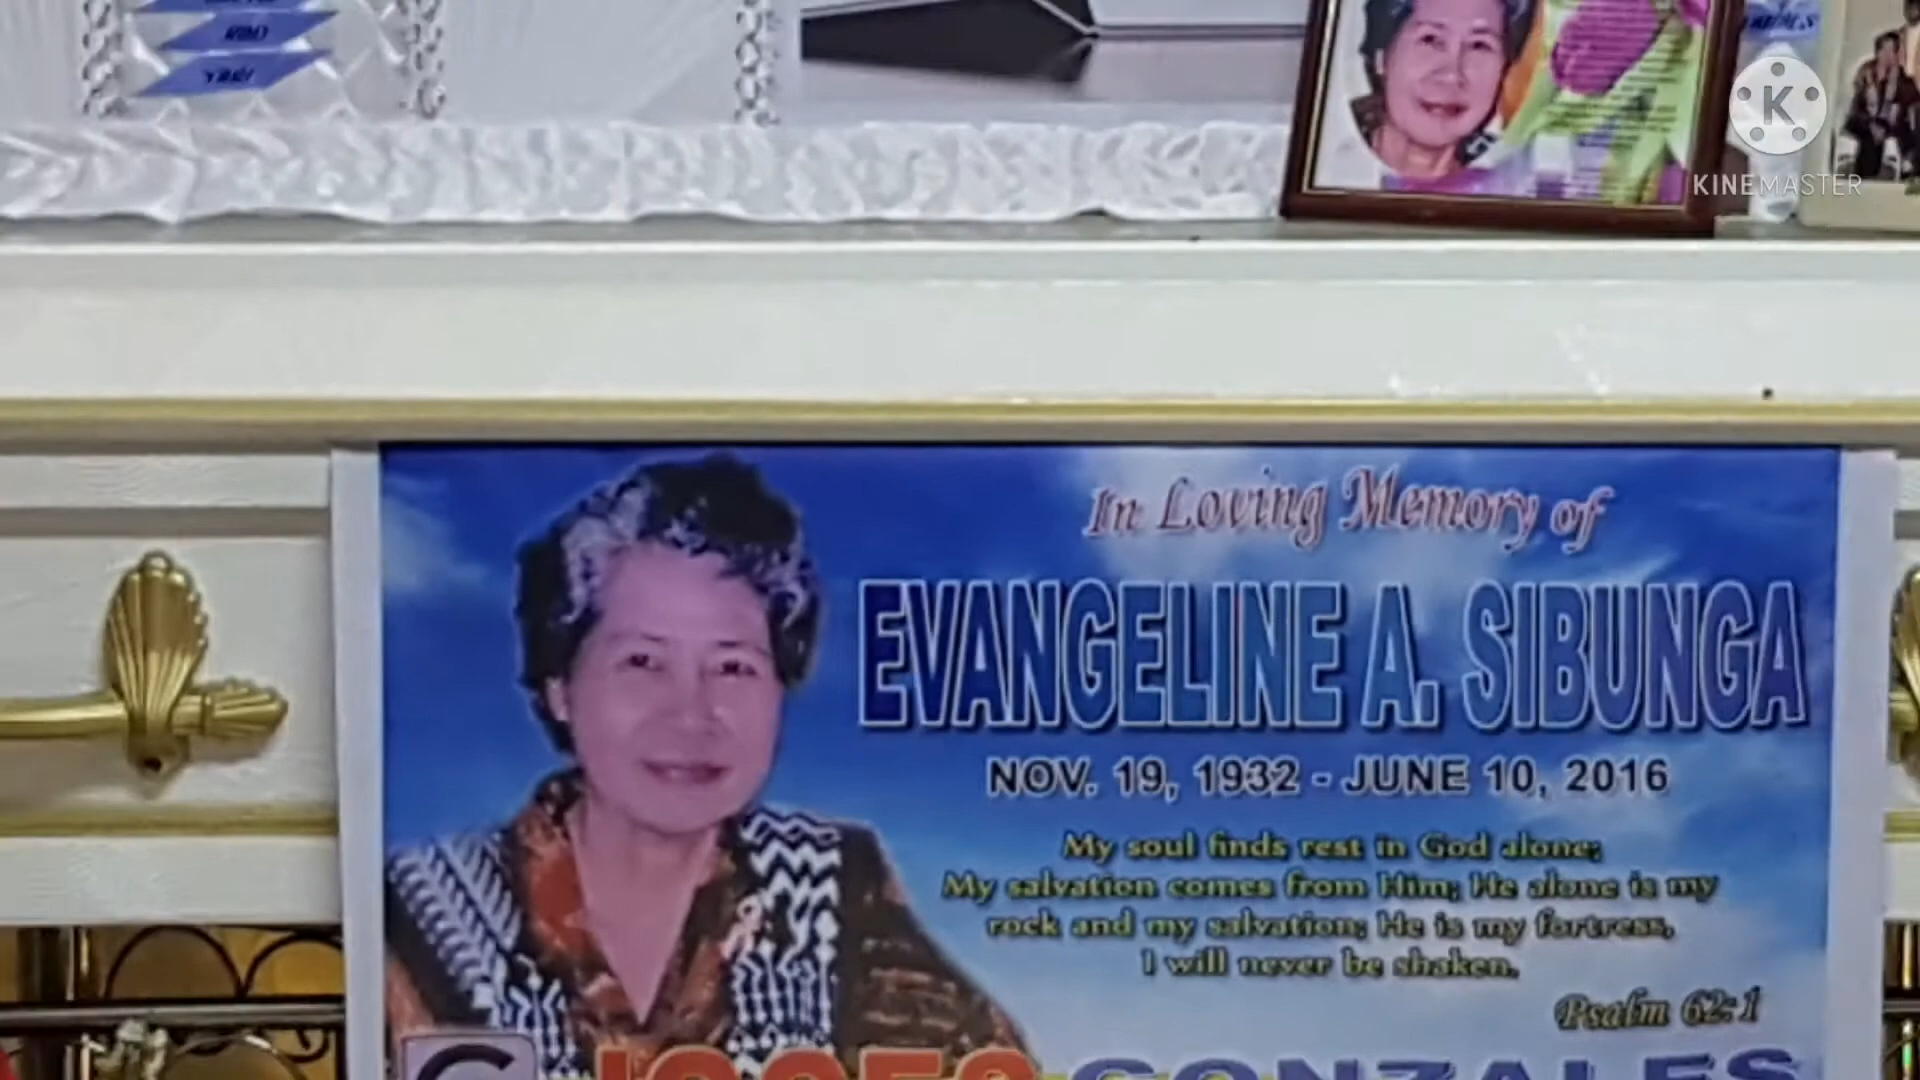 KINEMASTER
In Loving Memory of
EVANGELINE A. SIBUNGA
NOV. 19, 1932 - JUNE 10, 2016
My soul finds rest in God alone;
My salvation comes from Him; He alone is my
rock and my salvation; He is my fortress,
I will never be shaken.
Psalm 62:1
GONZALES